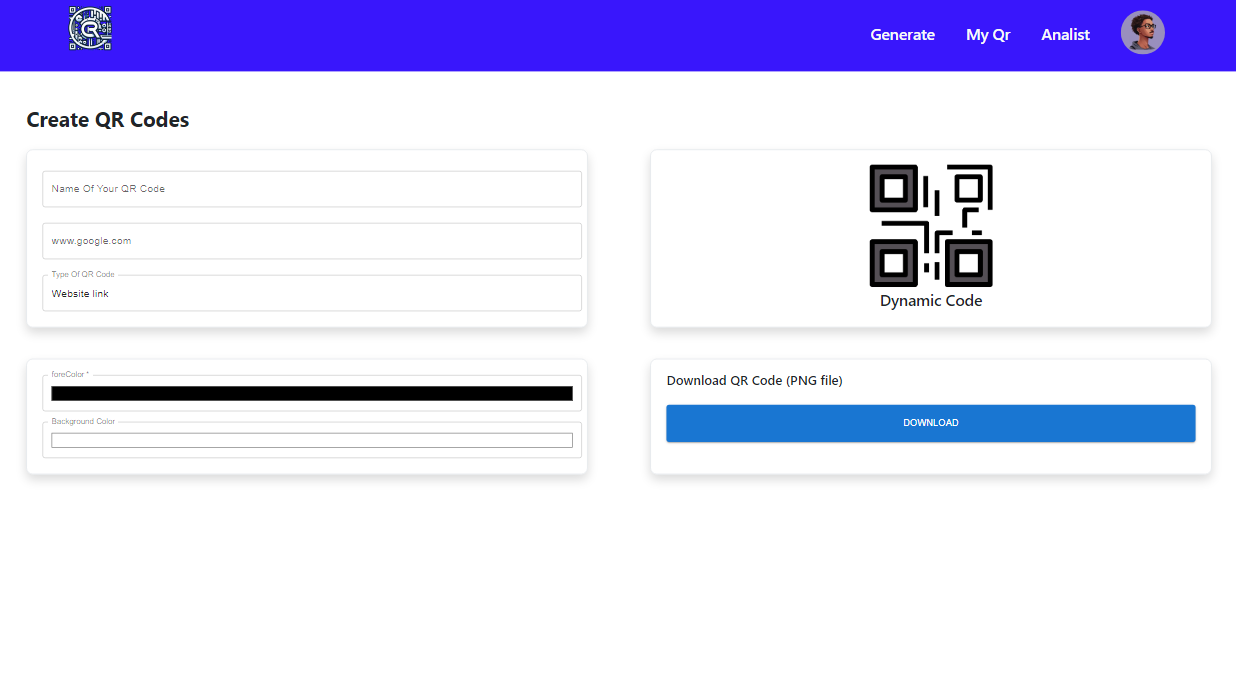 Generate
My Qr
Analist
Create QR Codes
Name Of Your QR Code
www.google.com
Type Of QR Code
Website link
Dynamic Code
foreColor *
Background Color
Download QR Code (PNG file)
DOWNLOAD